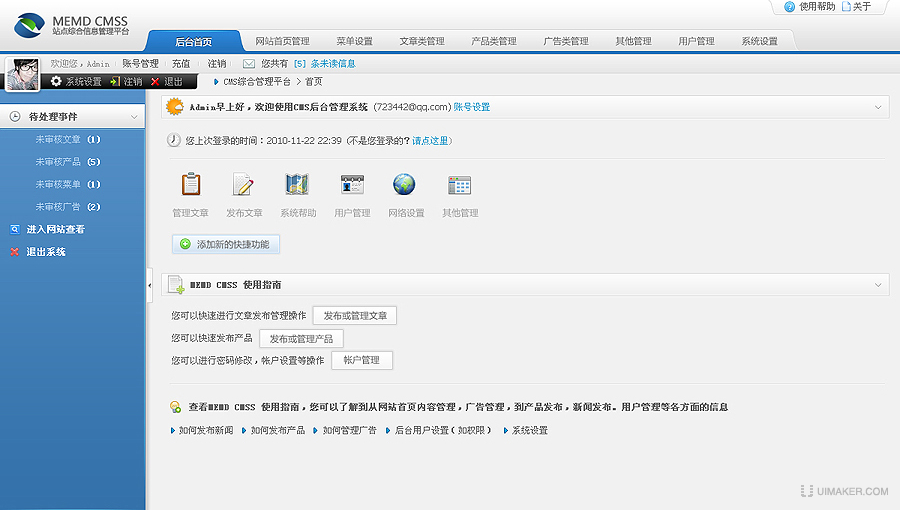 使用帮助 关于
MEMD CMSS
站点综合信息管理平台
后台首页 网站首页管理 菜单设置 文章类管理 产品类管理 广告类管理 其他管理 用户管理 系统设置
欢迎您，Admin 账号管理 充值 注销 您共有 [5] 条未读信息
系统设置 注销 退出 CMS综合管理平台 > 首页
待处理事件
未审核文章 (1)
未审核产品 (5)
未审核菜单 (1)
未审核广告 (2)
进入网站查看
退出系统
Admin早上好，欢迎使用CMS后台管理系统 (723442@qq.com) 账号设置
您上次登录的时间：2010-11-22 22:39 (不是您登录的？请点这里)
管理文章 发布文章 系统帮助 用户管理 网络设置 其他管理
添加新的快捷功能
MEMD CMSS 使用指南
您可以快速进行文章发布管理操作 发布或管理文章
您可以快速发布产品 发布或管理产品
您可以进行密码修改，帐户设置等操作 帐户管理
查看MEMD CMSS 使用指南，您可以了解到从网站首页内容管理，广告管理，到产品发布，新闻发布。用户管理等各方面的信息
如何发布新闻 如何发布产品 如何管理广告 后台用户设置(如权限) 系统设置
UIMAKER.COM